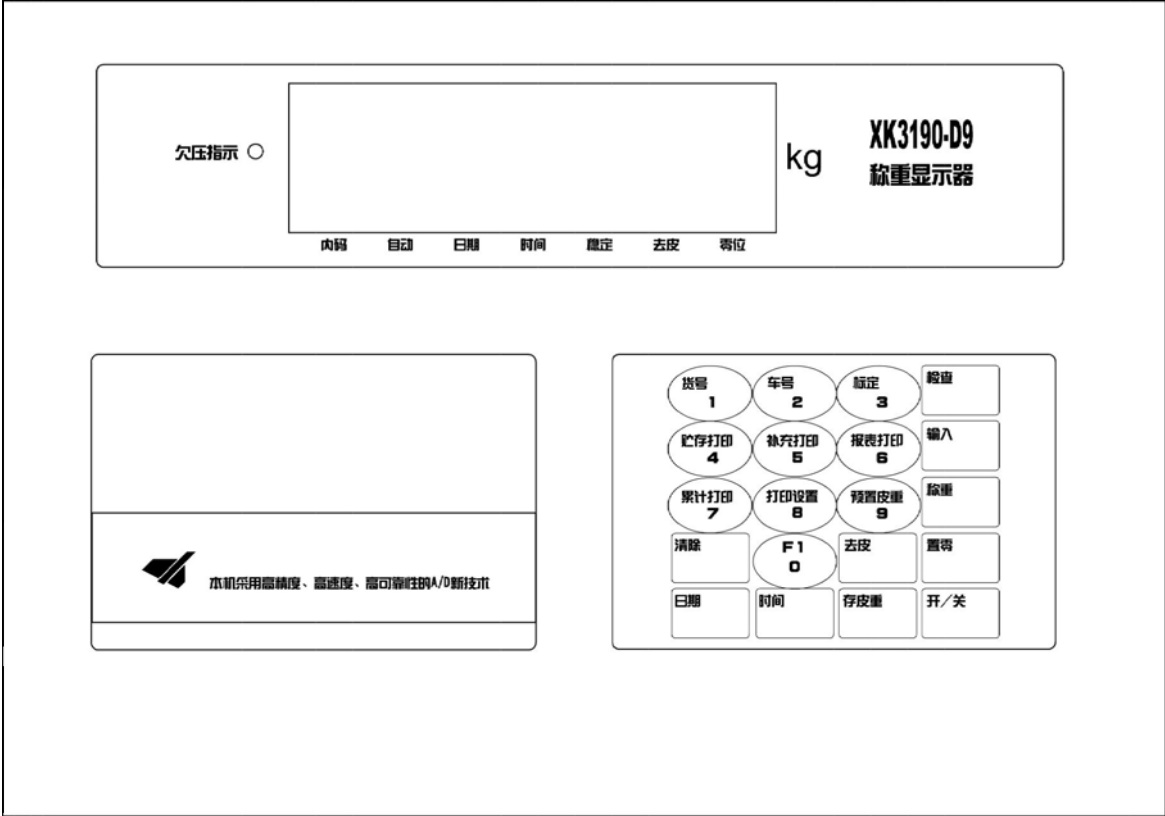 XK3190-D9
欠压指示
kg
称重显示器
内码 自动 日期 时间 稳定 去皮 零位
货号 车号 标定 检查
1 2 3
贮存打印 补充打印 报表打印 输入
4 5 6
累计打印 打印设置 预置皮重 称重
7 8 9
清除 F1 去皮 置零
0
本机采用高精度、高速度、高可靠性的A/D新技术
日期 时间 存皮重 开/关